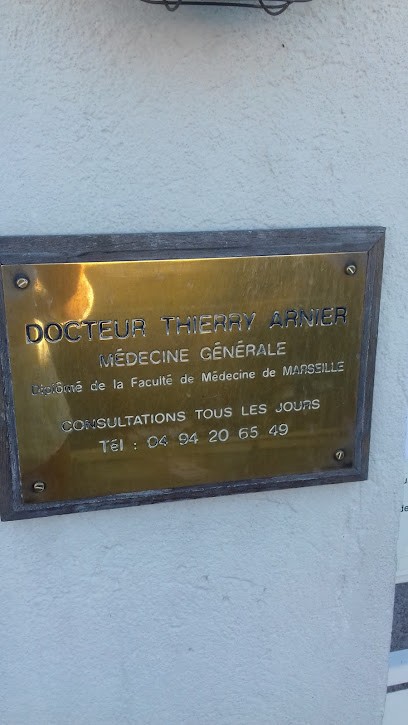 DOCTEUR THIERRY ARNIER
MÉDECINE GÉNÉRALE
Diplômé de la Faculté de Médecine de MARSEILLE
CONSULTATIONS TOUS LES JOURS
Tél : 04 94 20 65 49